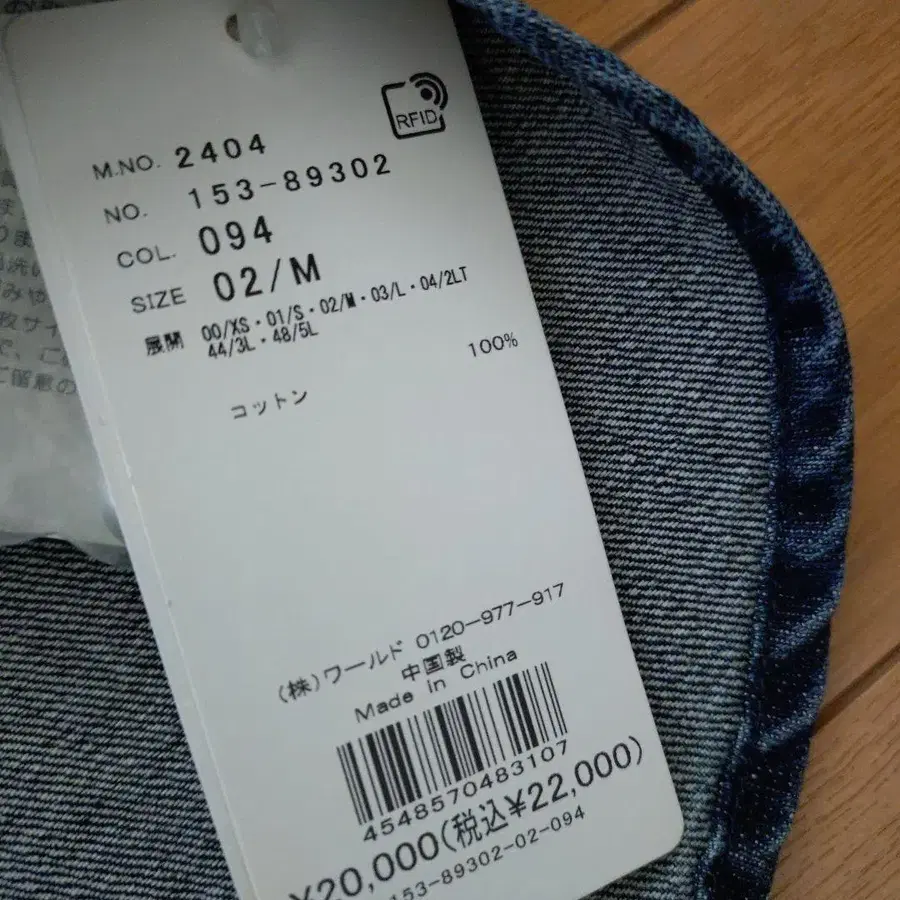 RFID
M.NO. 2404
NO. 153-89302
COL. 094
SIZE 02/M
展開 00/XS・01/S・02/M・03/L・04/2LT
44/3L・48/5L
コットン 100%
(株)ワールド 0120-977-917
中国製
Made in China
4548570483107
¥20,000(税込¥22,000)
153-89302-02-094